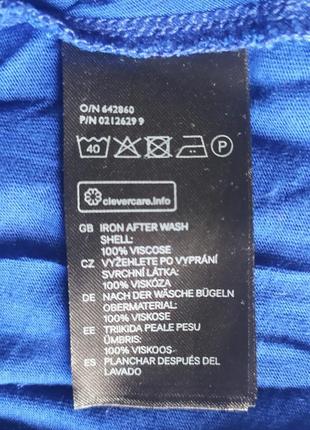 O/N 642860
P/N 0212629 9
40 P
clevercare.info
GB IRON AFTER WASH
SHELL:
100% VISCOSE
CZ VYŽEHLETE PO VYPRÁNÍ
SVRCHNÍ LÁTKA:
100% VISKÓZA
DE NACH DER WÄSCHE BÜGELN
OBERMATERIAL:
100% VISKOSE
EE TRIIKIDA PEALE PESU
ÜMBRIS:
100% VISKOOS
ES PLANCHAR DESPUÉS DEL
LAVADO